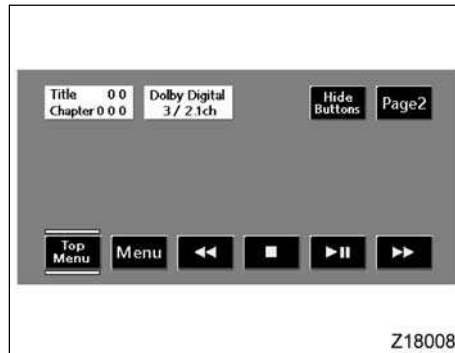 Title 0 0
Chapter 0 0 0
Dolby Digital
3 / 2.1ch
Hide
Buttons
Page2
Top
Menu
Menu
Z18008